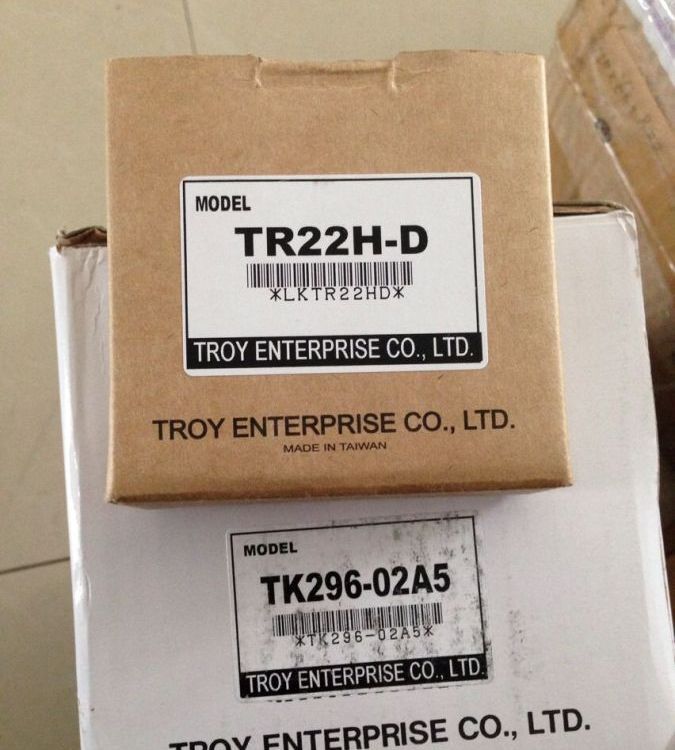 MODEL
TR22H-D
*LKTR22HD*
TROY ENTERPRISE CO., LTD.
TROY ENTERPRISE CO., LTD.
MADE IN TAIWAN
MODEL
TK296-02A5
*TK296-02A5*
TROY ENTERPRISE CO., LTD.
TROY ENTERPRISE CO., LTD.